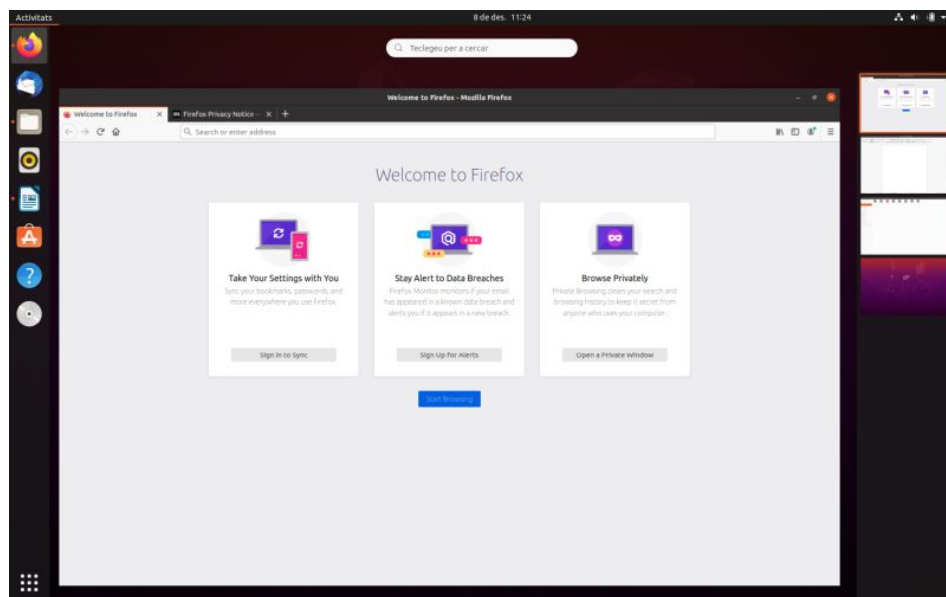 Activitats
8 de des. 11:24
Teclegeu per a cercar
Welcome to Firefox - Mozilla Firefox
Welcome to Firefox
Firefox Privacy Notice
Search or enter address
Welcome to Firefox
Take Your Settings with You
Sync your bookmarks, passwords, and
more everywhere you use Firefox.
Sign in to Sync
Stay Alert to Data Breaches
Firefox Monitor monitors if your email
has appeared in a known data breach and
alerts you if it appears in a new breach.
Sign Up for Alerts
Browse Privately
Private Browsing clears your search and
browsing history to keep it secret from
anyone who uses your computer.
Open a Private Window
Start Browsing